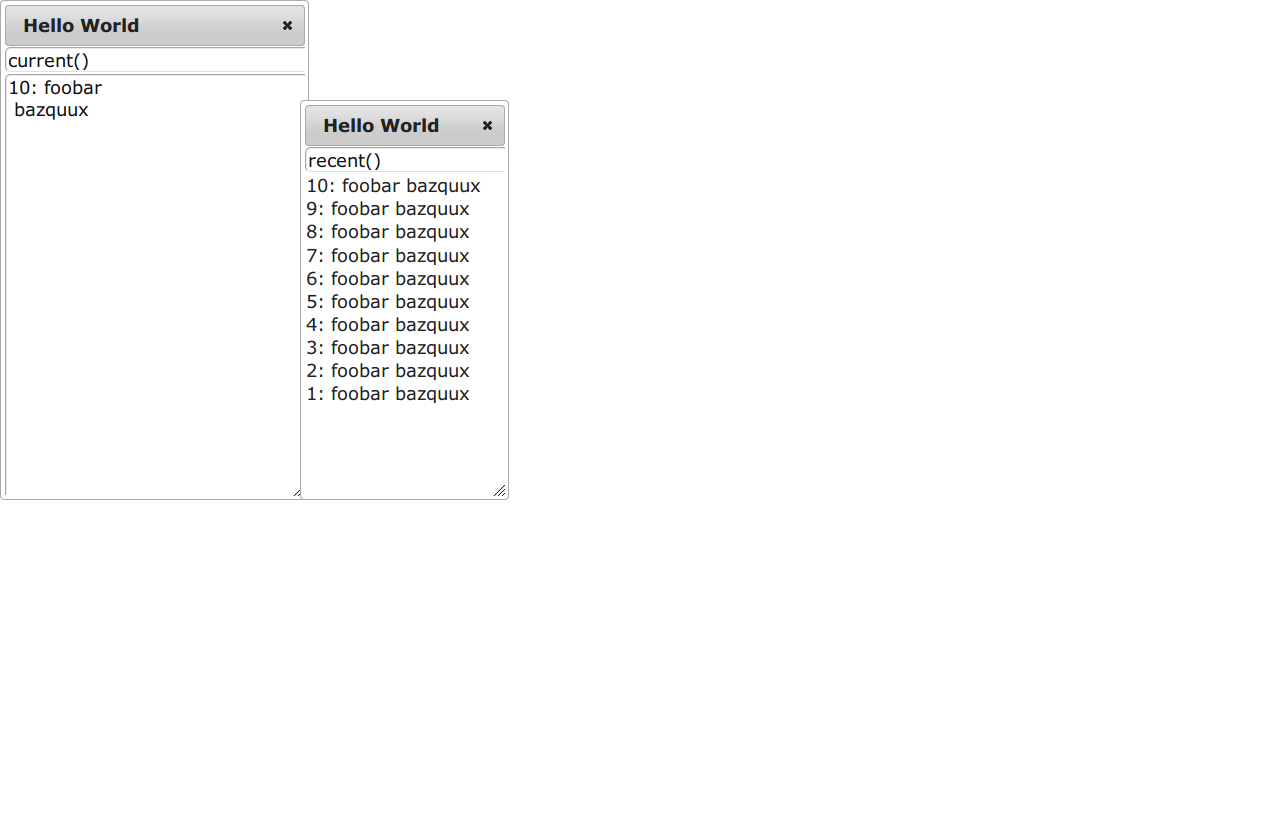 Hello World
current()
10: foobar
bazquux
Hello World
recent()
10: foobar bazquux
9: foobar bazquux
8: foobar bazquux
7: foobar bazquux
6: foobar bazquux
5: foobar bazquux
4: foobar bazquux
3: foobar bazquux
2: foobar bazquux
1: foobar bazquux